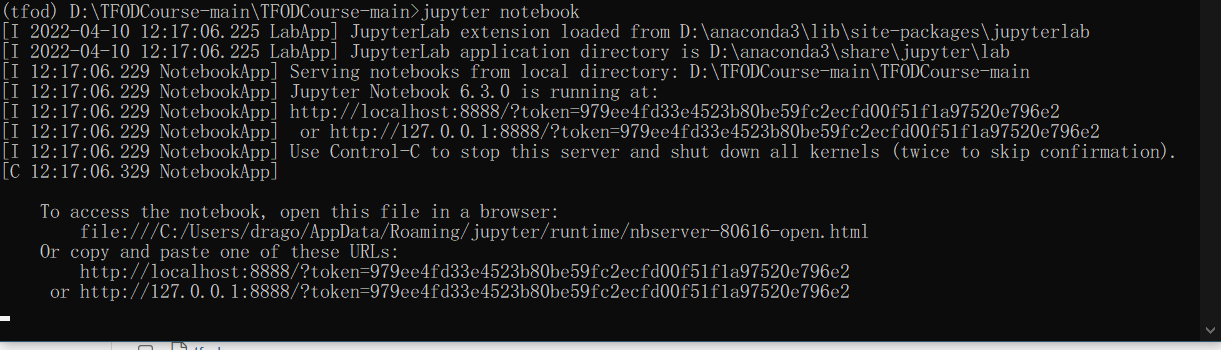 (tfod) D:\TFODCourse-main\TFODCourse-main>jupyter notebook
[I 2022-04-10 12:17:06.225 LabApp] JupyterLab extension loaded from D:\anaconda3\lib\site-packages\jupyterlab
[I 2022-04-10 12:17:06.225 LabApp] JupyterLab application directory is D:\anaconda3\share\jupyter\lab
[I 12:17:06.229 NotebookApp] Serving notebooks from local directory: D:\TFODCourse-main\TFODCourse-main
[I 12:17:06.229 NotebookApp] Jupyter Notebook 6.3.0 is running at:
[I 12:17:06.229 NotebookApp] http://localhost:8888/?token=979ee4fd33e4523b80be59fc2ecfd00f51f1a97520e796e2
[I 12:17:06.229 NotebookApp]  or http://127.0.0.1:8888/?token=979ee4fd33e4523b80be59fc2ecfd00f51f1a97520e796e2
[I 12:17:06.229 NotebookApp] Use Control-C to stop this server and shut down all kernels (twice to skip confirmation).
[C 12:17:06.329 NotebookApp]
To access the notebook, open this file in a browser:
file:///C:/Users/drago/AppData/Roaming/jupyter/runtime/nbserver-80616-open.html
Or copy and paste one of these URLs:
http://localhost:8888/?token=979ee4fd33e4523b80be59fc2ecfd00f51f1a97520e796e2
or http://127.0.0.1:8888/?token=979ee4fd33e4523b80be59fc2ecfd00f51f1a97520e796e2